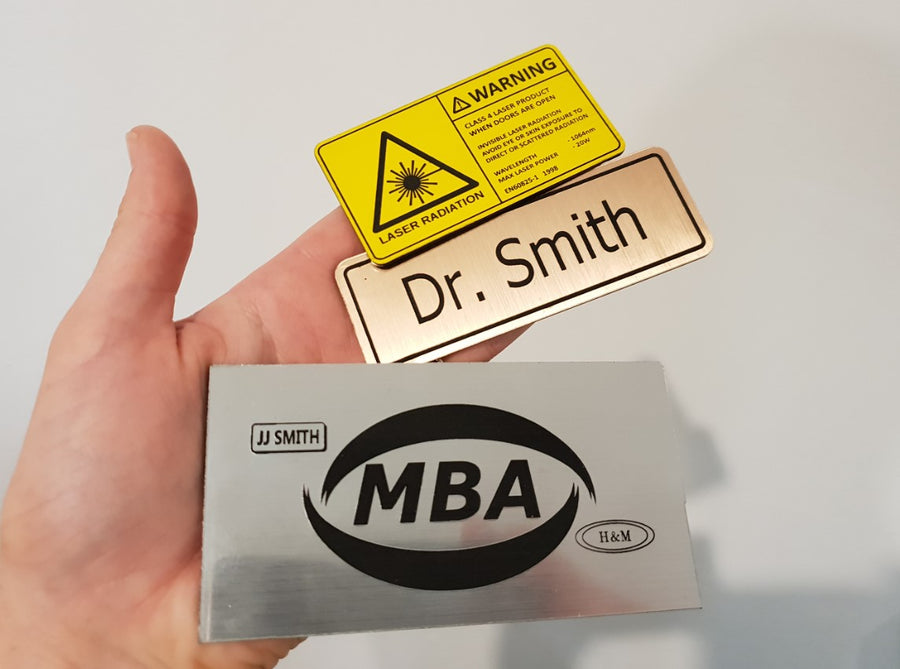 WARNING
CLASS 4 LASER PRODUCT
WHEN DOORS ARE OPEN
INVISIBLE LASER RADIATION
AVOID EYE OR SKIN EXPOSURE TO
DIRECT OR SCATTERED RADIATION
WAVELENGTH - 1064nm
MAX LASER POWER - 20W
EN60825-1 1998
LASER RADIATION
Dr. Smith
JJ SMITH
MBA
H&M